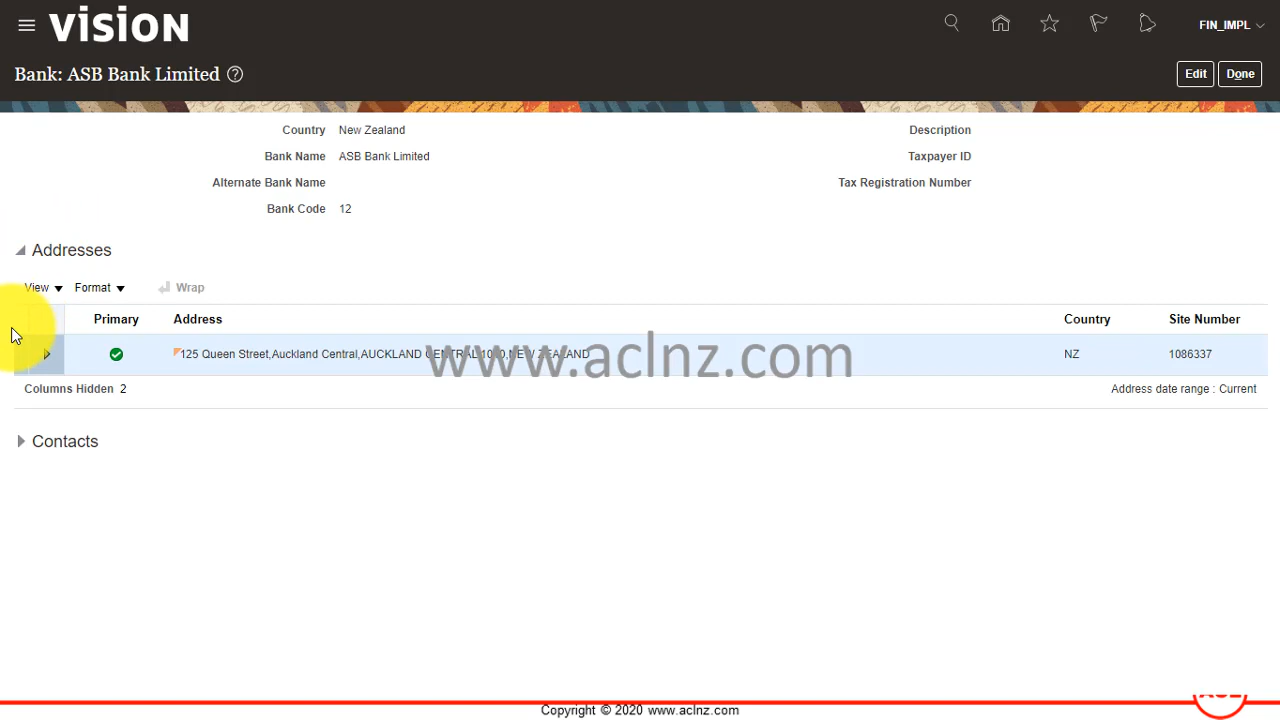 vision
FIN_IMPL
Bank: ASB Bank Limited
Edit
Done
Country New Zealand
Description
Bank Name ASB Bank Limited
Taxpayer ID
Alternate Bank Name
Tax Registration Number
Bank Code 12
Addresses
View Format Wrap
Primary Address Country Site Number
125 Queen Street,Auckland Central,AUCKLAND CENTRAL 1010,NEW ZEALAND NZ 1086337
www.aclnz.com
Columns Hidden 2
Address date range : Current
Contacts
Copyright © 2020 www.aclnz.com